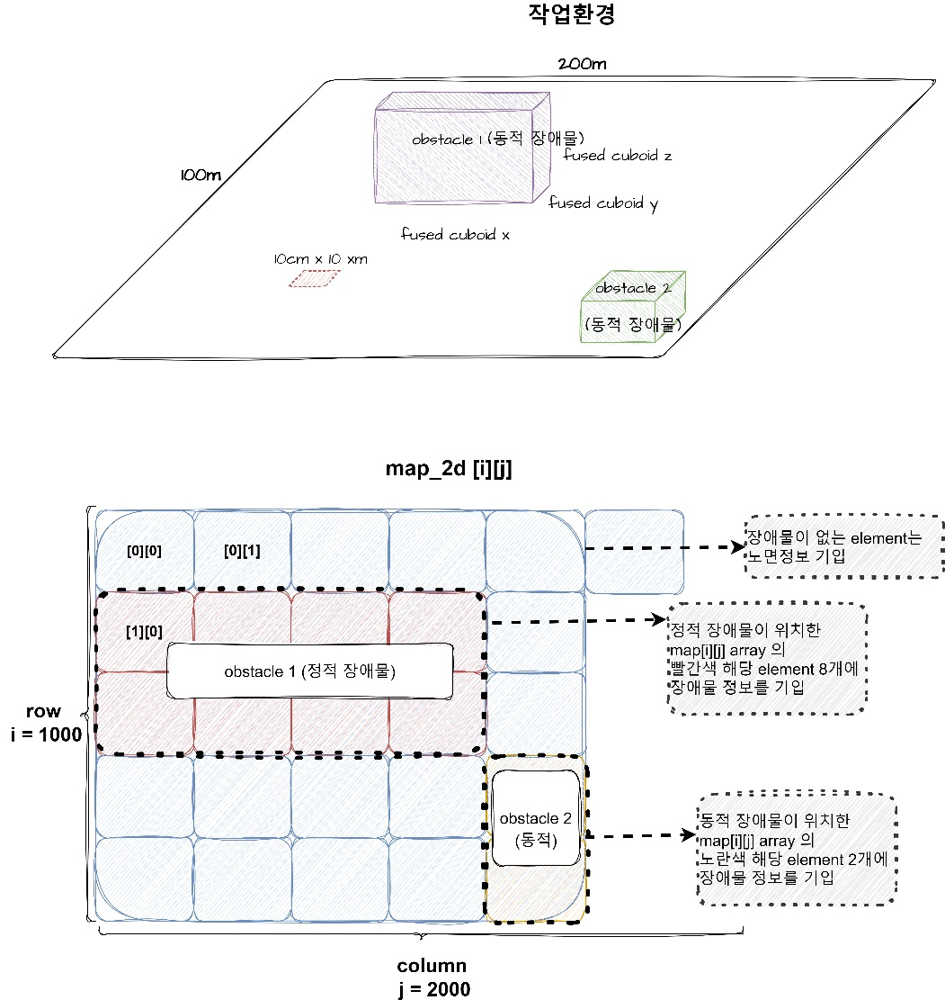 작업환경
200m
obstacle 1 (동적 장애물)
fused cuboid z
100m
fused cuboid y
fused cuboid x
10cm x 10 xm
obstacle 2
(동적 장애물)
map_2d [i][j]
[0][0]
[0][1]
장애물이 없는 element는
노면정보 기입
[1][0]
정적 장애물이 위치한
map[i][j] array 의
빨간색 해당 element 8개에
장애물 정보를 기입
obstacle 1 (정적 장애물)
row
i = 1000
obstacle 2
(동적)
동적 장애물이 위치한
map[i][j] array 의
노란색 해당 element 2개에
장애물 정보를 기입
column
j = 2000